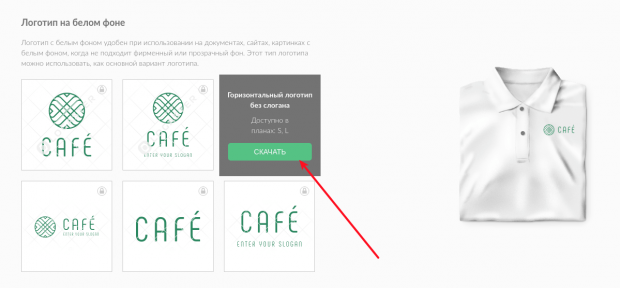 Логотип на белом фоне
Логотип с белым фоном удобен при использовании на документах, сайтах, картинках с
белым фоном, когда не подходит фирменный или прозрачный фон. Этот тип логотипа
можно использовать, как основной вариант логотипа.
CAFÉ
CAFÉ
ENTER YOUR SLOGAN
Горизонтальный логотип
без слогана
Доступно в
планах: S, L
СКАЧАТЬ
CAFÉ
CAFÉ
ENTER YOUR SLOGAN
CAFÉ
CAFÉ
ENTER YOUR SLOGAN